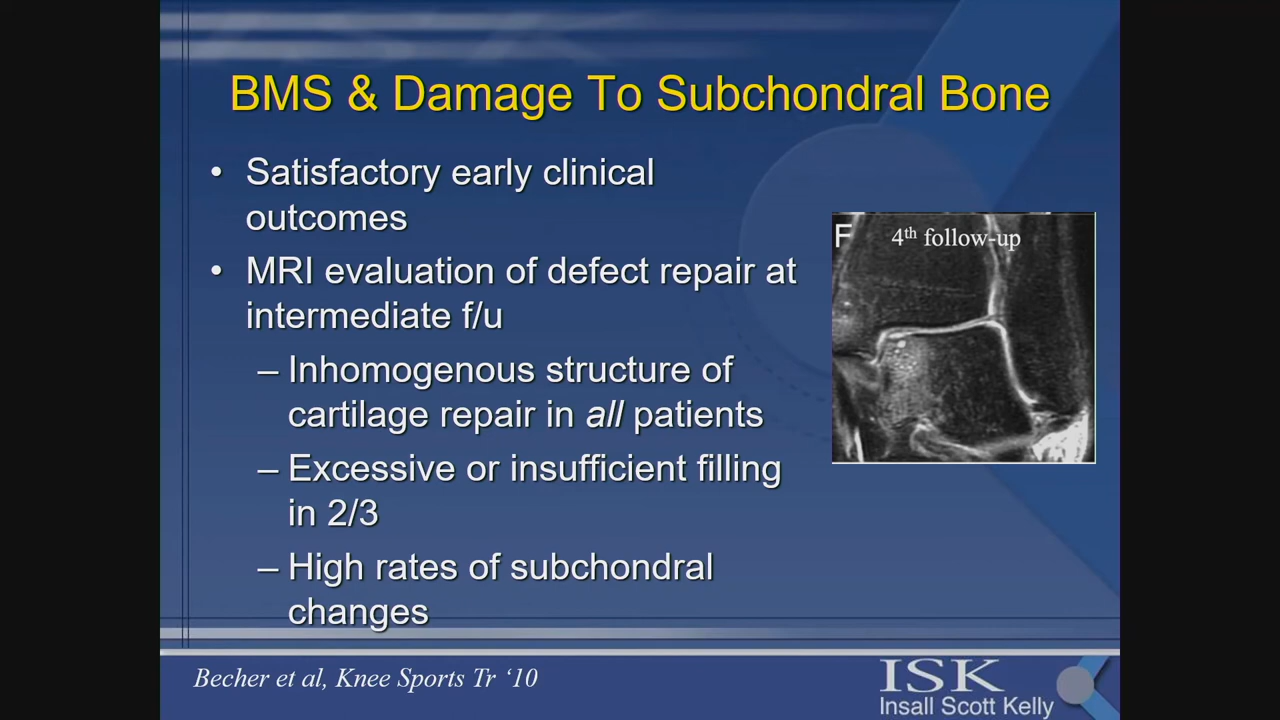 BMS & Damage To Subchondral Bone
• Satisfactory early clinical
outcomes
• MRI evaluation of defect repair at
intermediate f/u
– Inhomogenous structure of
cartilage repair in all patients
– Excessive or insufficient filling
in 2/3
– High rates of subchondral
changes
F
4th follow-up
Becher et al, Knee Sports Tr ‘10
ISK
Insall Scott Kelly